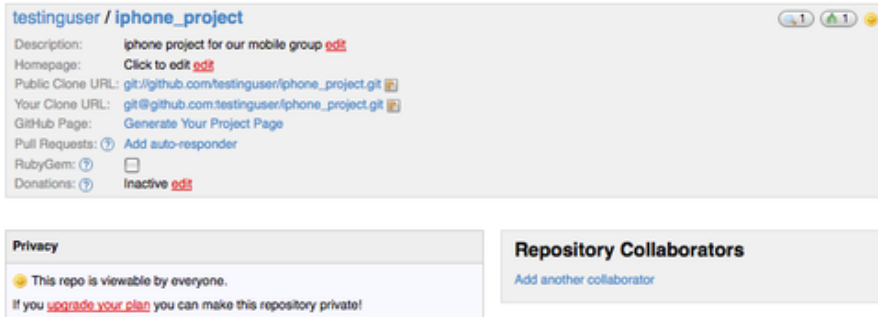 testinguser / iphone_project
1 1
Description: iphone project for our mobile group edit
Homepage: Click to edit edit
Public Clone URL: git://github.com/testinguser/iphone_project.git
Your Clone URL: git@github.com:testinguser/iphone_project.git
GitHub Page: Generate Your Project Page
Pull Requests: ? Add auto-responder
RubyGem: ?
Donations: ? Inactive edit
Privacy
This repo is viewable by everyone.
If you upgrade your plan you can make this repository private!
Repository Collaborators
Add another collaborator